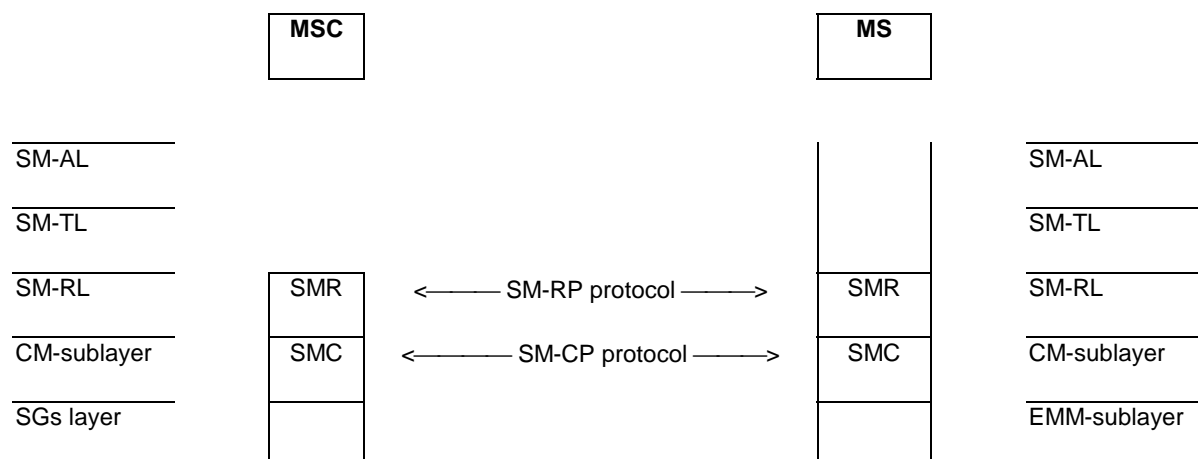 MSC MS
SM-AL SM-AL
SM-TL SM-TL
SM-RL SMR <——— SM-RP protocol ———> SMR SM-RL
CM-sublayer SMC <———— SM-CP protocol ————> SMC CM-sublayer
SGs layer EMM-sublayer